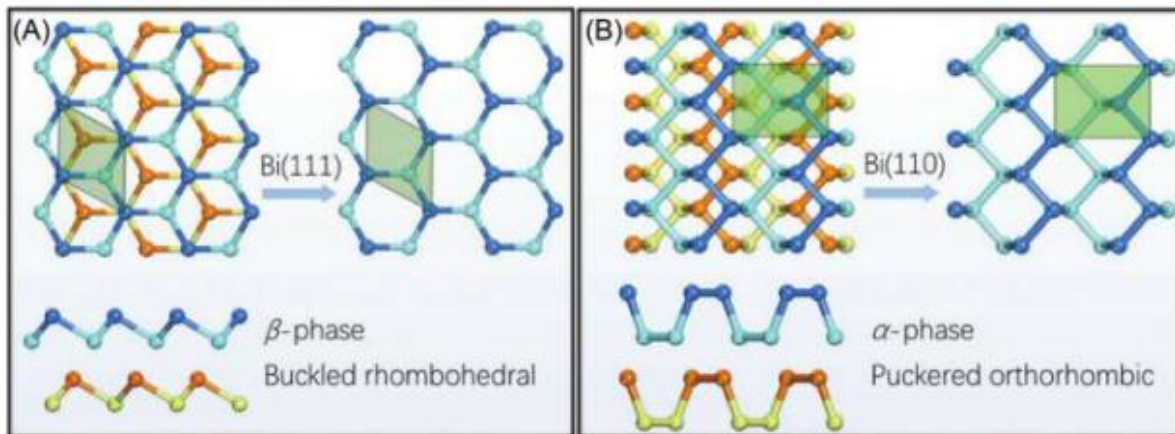 (A)
Bi(111)
β-phase
Buckled rhombohedral
(B)
Bi(110)
α-phase
Puckered orthorhombic